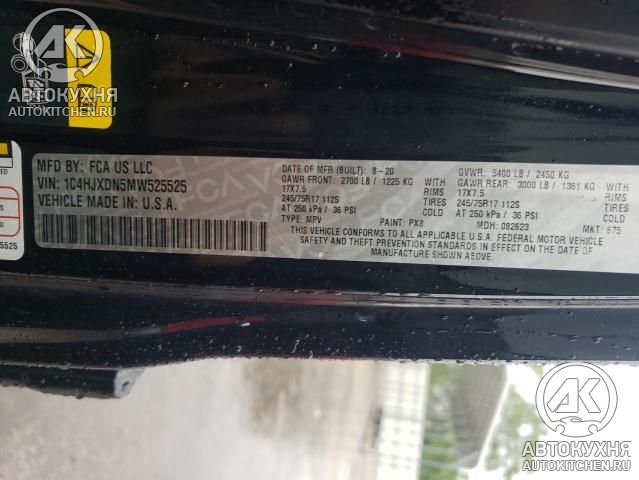 АВТОКУХНЯ
AUTOKITCHEN.RU
MFD BY: FCA US LLC
VIN: 1C4HJXDN5MW525525
VEHICLE MADE IN: U.S.A.
DATE OF MFR (BUILT): 8-20
GAWR FRONT: 2700 LB / 1225 KG WITH
17X7.5 RIMS
245/75R17 112S TIRES
AT 250 kPa / 36 PSI COLD
TYPE: MPV PAINT: PX8
GVWR: 5400 LB / 2450 KG
GAWR REAR: 3000 LB / 1361 KG WITH
17X7.5 RIMS
245/75R17 112S TIRES
AT 250 kPa / 36 PSI COLD
MDH: 082623 MKT: 875
THIS VEHICLE CONFORMS TO ALL APPLICABLE U.S.A. FEDERAL MOTOR VEHICLE
SAFETY AND THEFT PREVENTION STANDARDS IN EFFECT ON THE DATE OF
MANUFACTURE SHOWN ABOVE.
25525
АВТОКУХНЯ
AUTOKITCHEN.RU